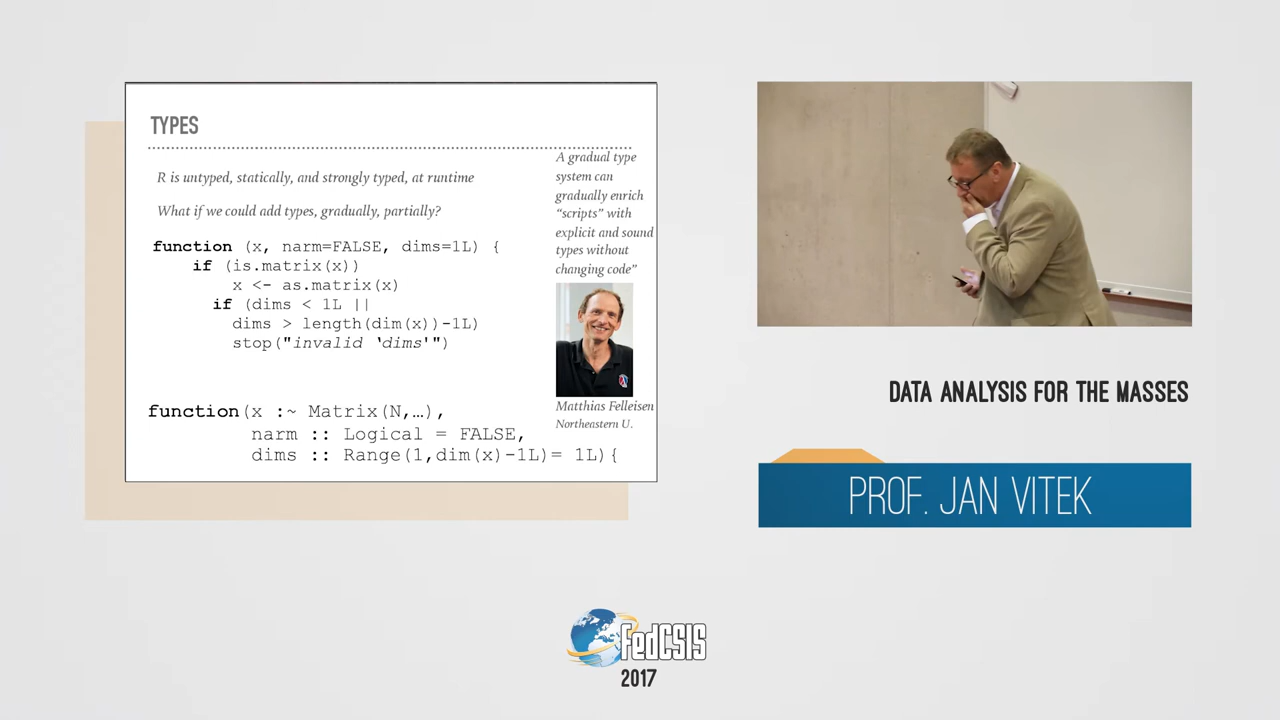 TYPES
R is untyped, statically, and strongly typed, at runtime
What if we could add types, gradually, partially?
function (x, narm=FALSE, dims=1L) {
if (is.matrix(x))
x <- as.matrix(x)
if (dims < 1L ||
dims > length(dim(x))-1L)
stop("invalid ‛dims'")
function(x :~ Matrix(N,…),
narm :: Logical = FALSE,
dims :: Range(1,dim(x)-1L)= 1L){
A gradual type
system can
gradually enrich
“scripts” with
explicit and sound
types without
changing code”
Matthias Felleisen
Northeastern U.
DATA ANALYSIS FOR THE MASSES
PROF. JAN VITEK
FedCSIS
2017